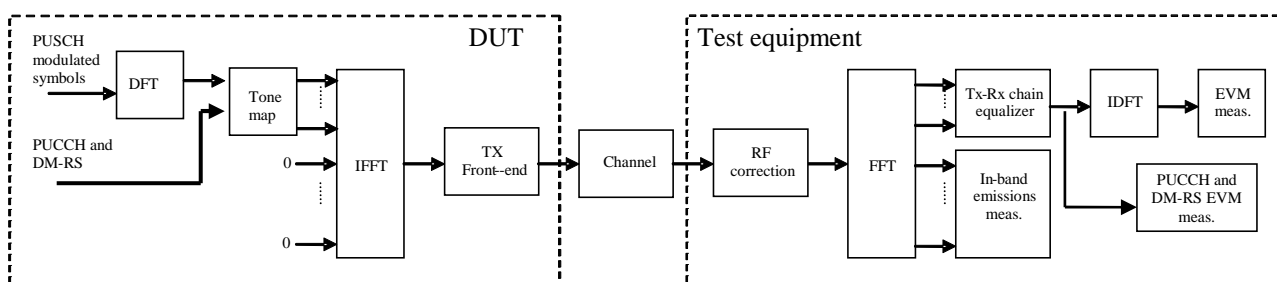 DUT
Test equipment
PUSCH
modulated
symbols
DFT
Tone
map
PUCCH and
DM-RS
0
0
IFFT
TX
Front--end
Channel
RF
correction
FFT
Tx-Rx chain
equalizer
IDFT
EVM
meas.
In-band
emissions
meas.
PUCCH and
DM-RS EVM
meas.